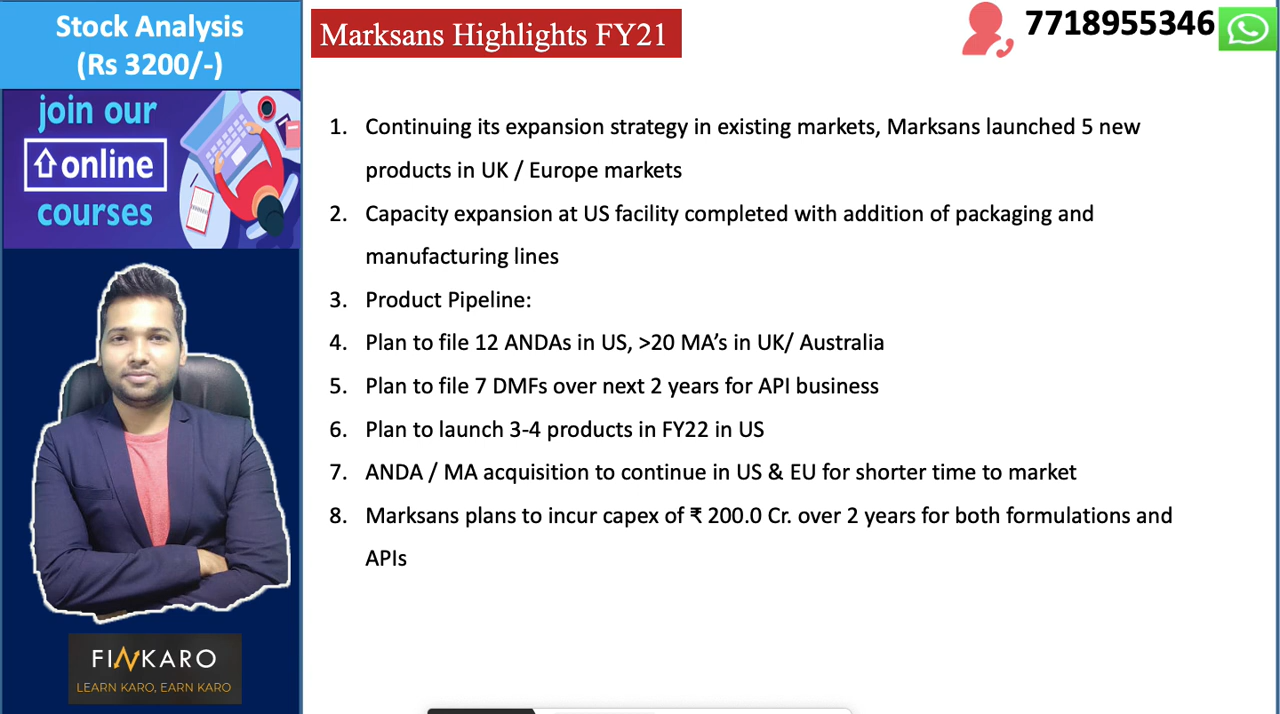 Stock Analysis
(Rs 3200/-)
join our
online
courses
FINKARO
LEARN KARO, EARN KARO
Marksans Highlights FY21
7718955346
1. Continuing its expansion strategy in existing markets, Marksans launched 5 new
products in UK / Europe markets
2. Capacity expansion at US facility completed with addition of packaging and
manufacturing lines
3. Product Pipeline:
4. Plan to file 12 ANDAs in US, >20 MA’s in UK/ Australia
5. Plan to file 7 DMFs over next 2 years for API business
6. Plan to launch 3-4 products in FY22 in US
7. ANDA / MA acquisition to continue in US & EU for shorter time to market
8. Marksans plans to incur capex of ₹ 200.0 Cr. over 2 years for both formulations and
APIs